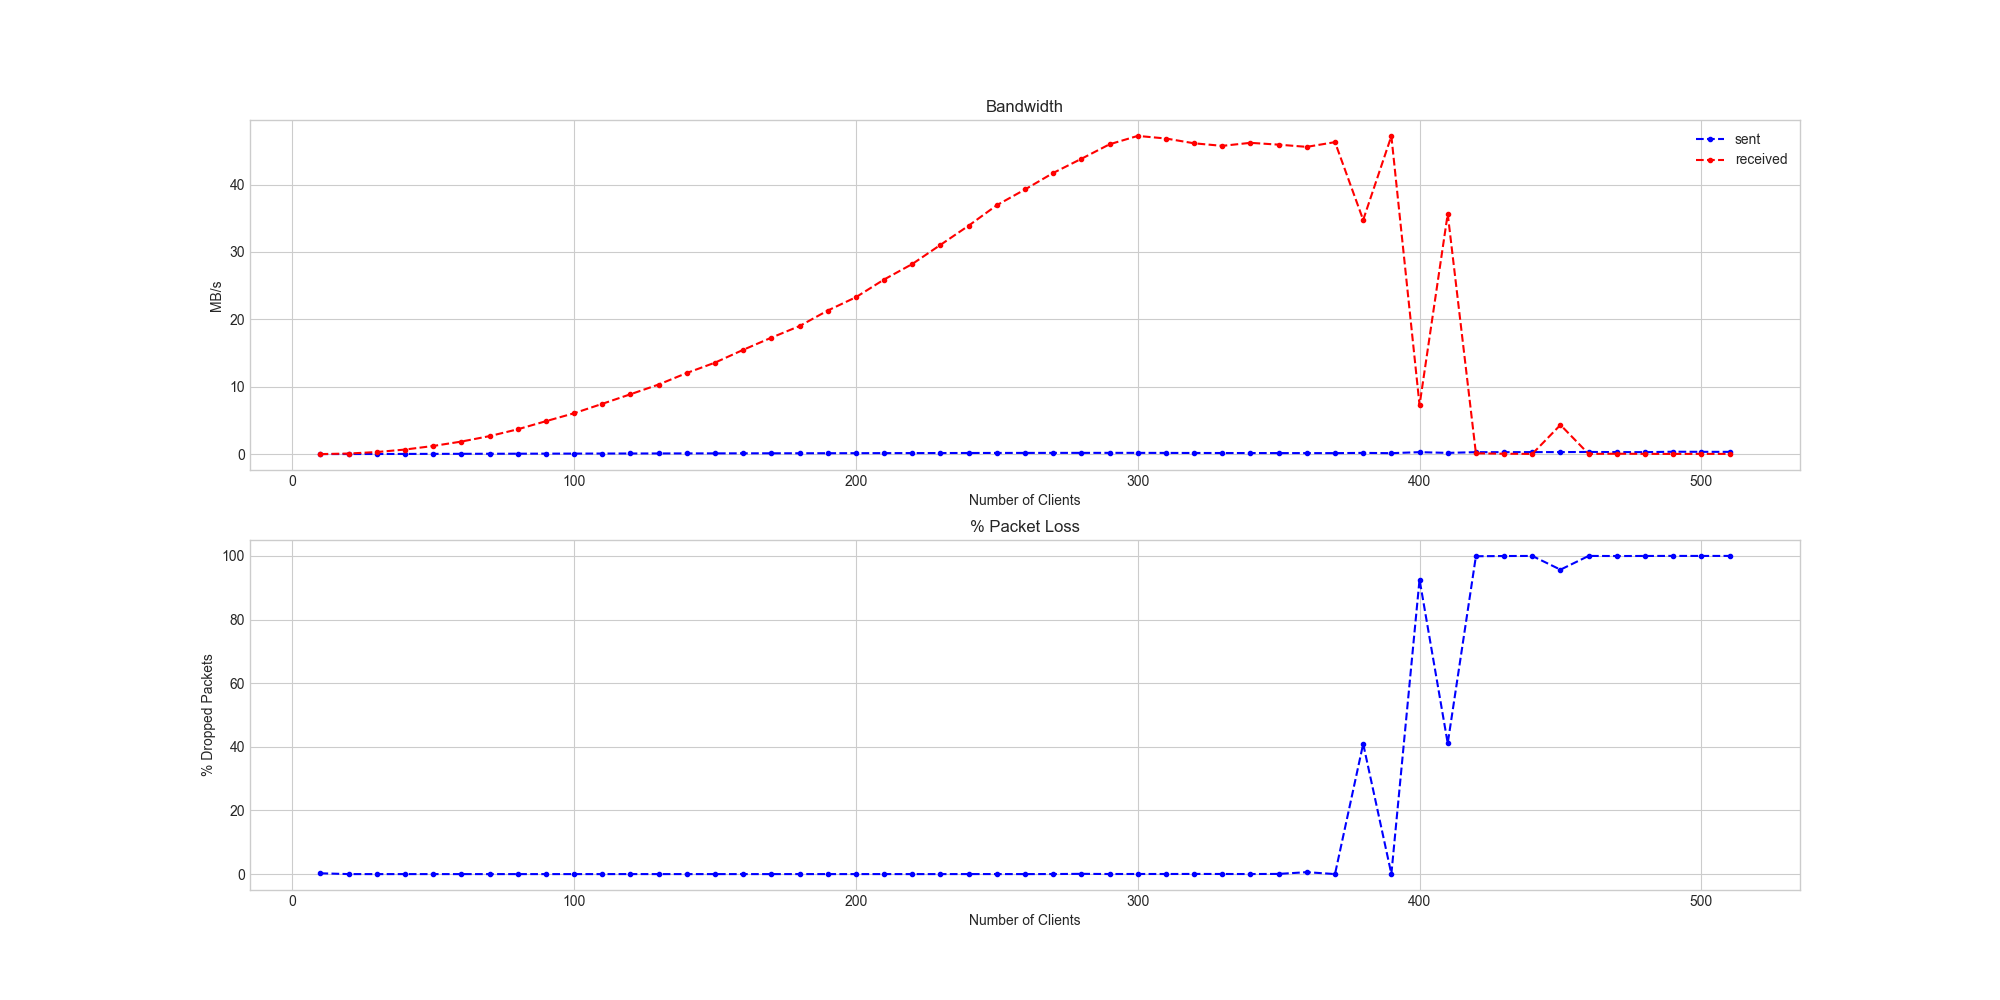 Bandwidth
MB/s
40
30
20
10
0
sent
received
0 100 200 300 400 500
Number of Clients
% Packet Loss
% Dropped Packets
100
80
60
40
20
0
0 100 200 300 400 500
Number of Clients